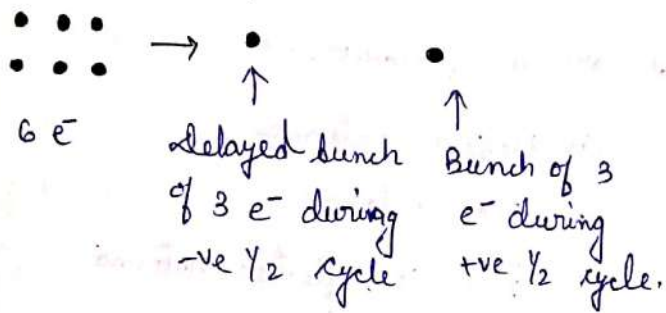 6 e⁻
Delayed bunch
of 3 e⁻ during
-ve 1/2 cycle
Bunch of 3
e⁻ during
+ve 1/2 cycle.